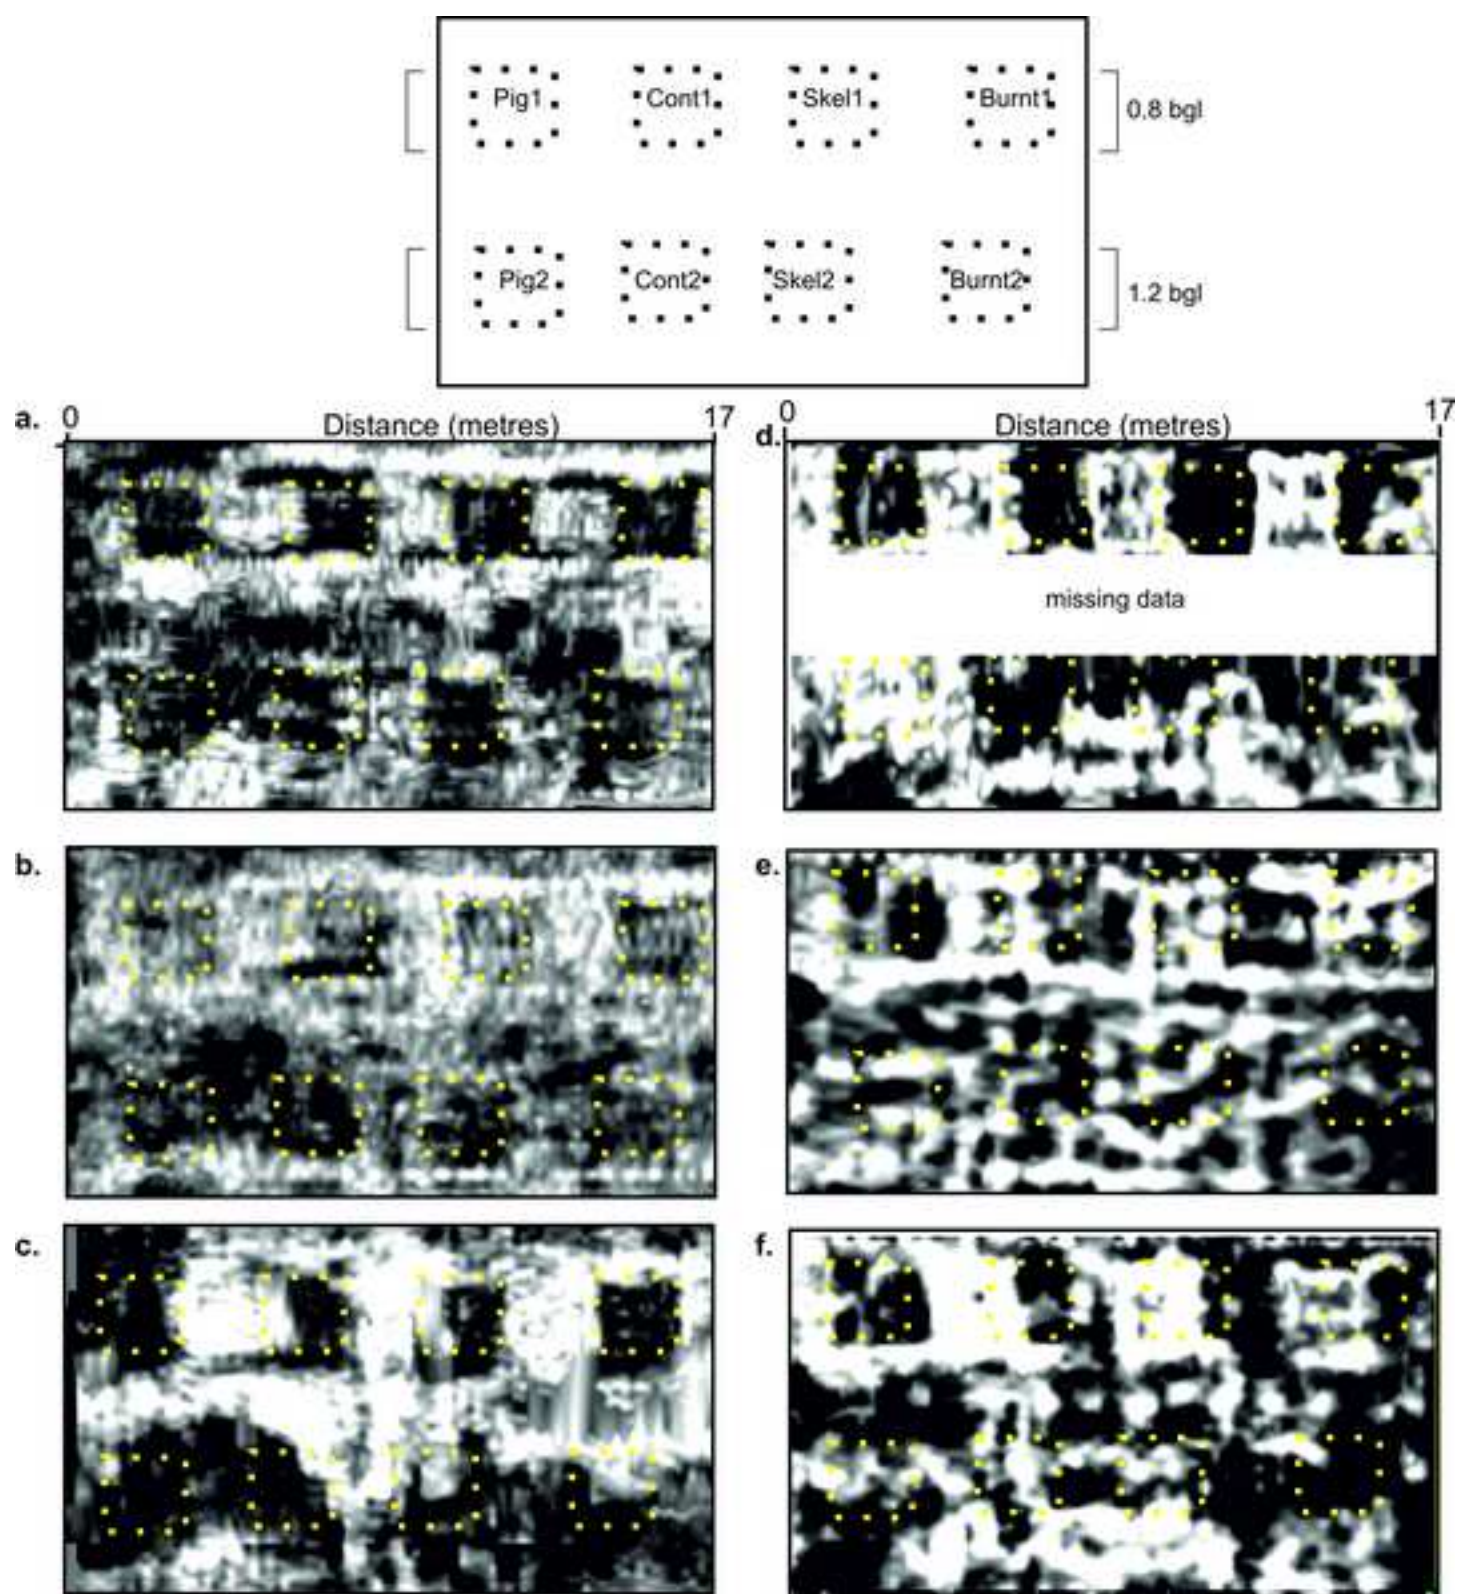 Pig1 Cont1 Skel1 Burnt1 0.8 bgl
Pig2 Cont2 Skel2 Burnt2 1.2 bgl
a. 0 Distance (metres) 17
d. 0 Distance (metres) 17
missing data
b.
e.
c.
f.